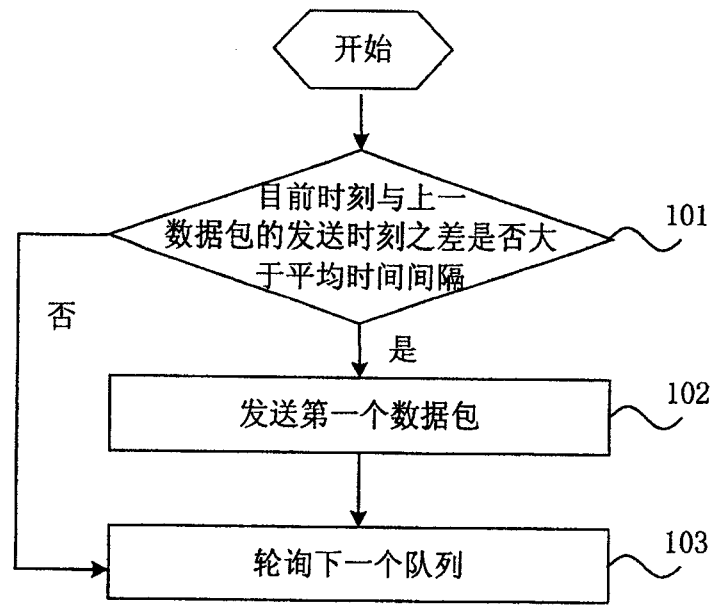 开始
目前时刻与上一
数据包的发送时刻之差是否大
于平均时间间隔
101
否
是
发送第一个数据包
102
轮询下一个队列
103